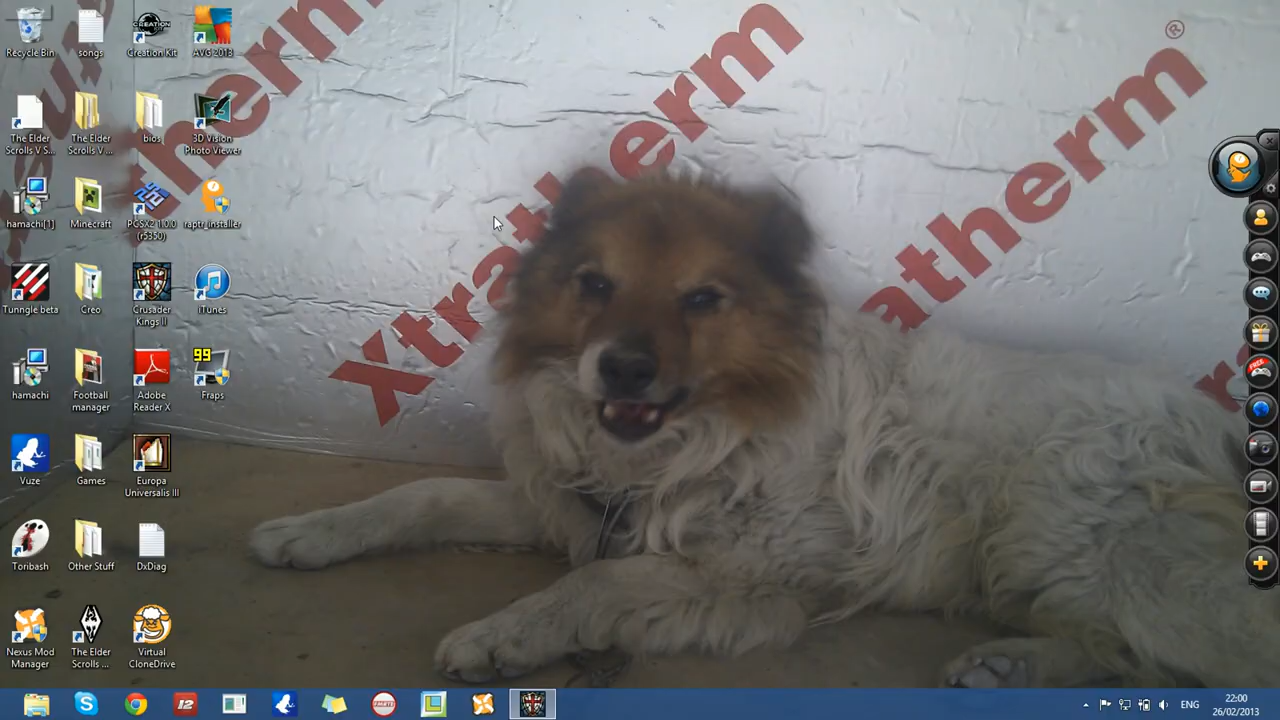 Recycle Bin
songs
Creation Kit
AVG 2013
The Elder
Scrolls V S...
The Elder
Scrolls V ...
bios
3D Vision
Photo Viewer
hamachi[1]
Minecraft
PCSX2 1.0.0
(r5350)
raptr_installer
Tunngle beta
Creo
Crusader
Kings II
iTunes
hamachi
Football
manager
Adobe
Reader X
99
Fraps
Vuze
Games
Europa
Universalis III
Toribash
Other Stuff
DxDiag
Nexus Mod
Manager
The Elder
Scrolls ...
Virtual
CloneDrive
Xtratherm
®
FREE
12
ENG
22:00
26/02/2013